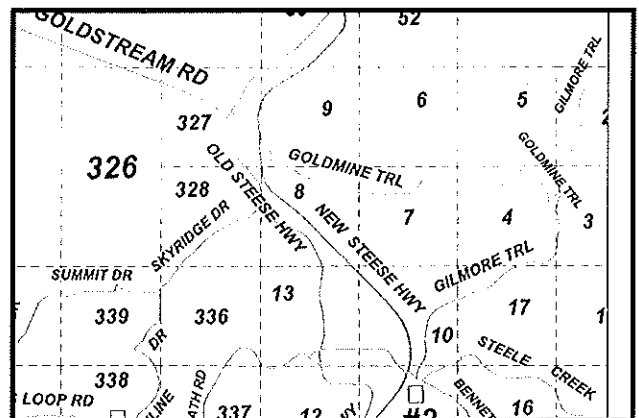 52
GOLDSTREAM RD
GILMORE TRL
9
6
5
327
326
OLD STEESE HWY
GOLDMINE TRL
GOLDMINE TRL
328
8
SKYRIDGE DR
NEW STEESE HWY
7
4
3
SUMMIT DR
GILMORE TRL
13
17
339
336
DR
10
STEELE CREEK
338
LOOP RD
337
12
#2
16